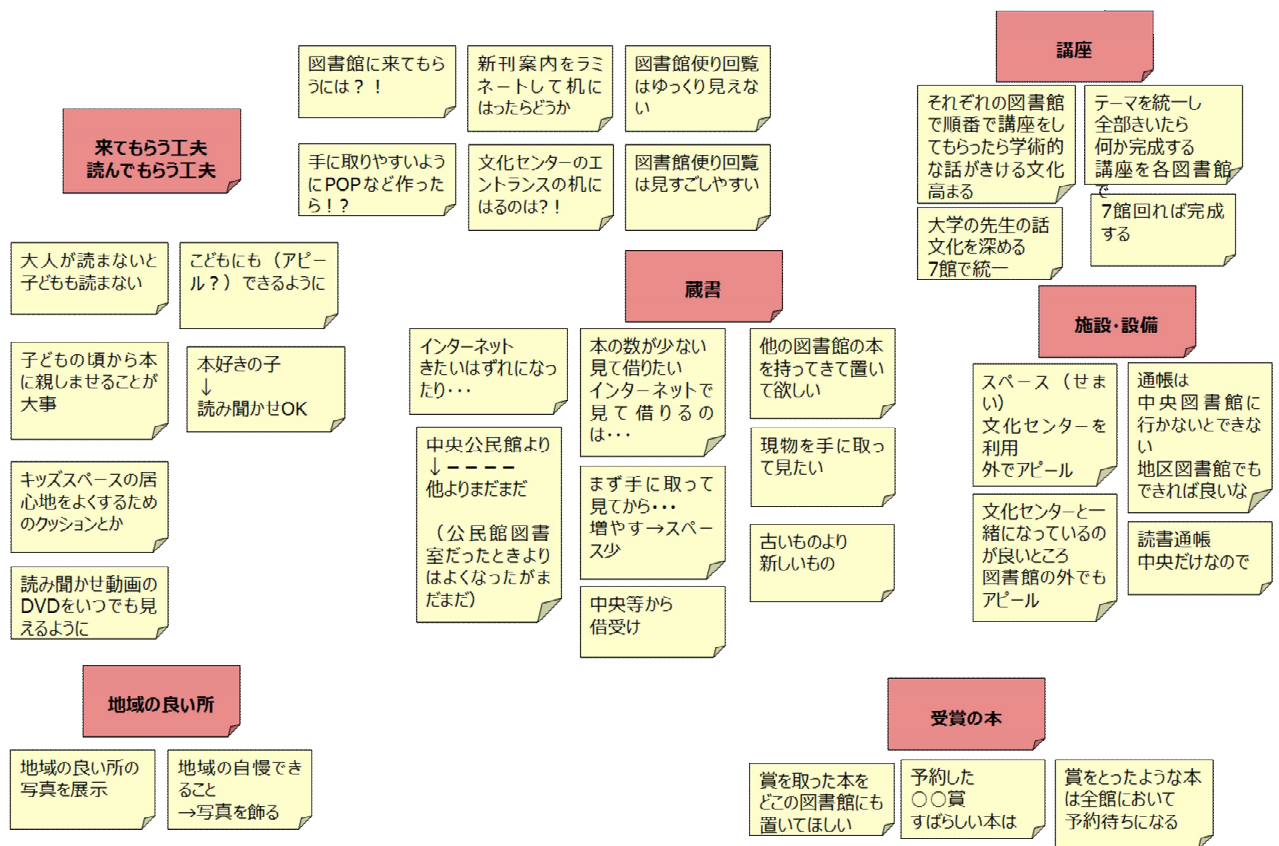 来てもらう工夫
読んでもらう工夫
図書館に来てもら
うには？！
新刊案内をラミ
ネートして机に
はったらどうか
図書館便り回覧
はゆっくり見えな
い
手に取りやすいよう
にPOPなど作った
ら！？
文化センターのエ
ントランスの机に
はるのは？！
図書館便り回覧
は見すごしやすい
大人が読まないと
子どもも読まない
こどもにも（アピー
ル？）できるように
子どもの頃から本
に親しませることが
大事
本好きの子
↓
読み聞かせOK
キッズスペースの居
心地をよくするため
のクッションとか
読み聞かせ動画の
DVDをいつでも見
えるように
蔵書
インターネット
きたいはずれになっ
たり・・・
本の数が少ない
見て借りたい
インターネットで
見て借りるの
は・・・
他の図書館の本
を持ってきて置い
て欲しい
中央公民館より
↓－－－－
他よりまだまだ
（公民館図書
室だったときより
はよくなったがま
だまだ）
まず手に取って
見てから・・・
増やす→スペー
ス少
現物を手に取っ
て見たい
古いものより
新しいもの
中央等から
借受け
講座
それぞれの図書館
で順番で講座をし
てもらったら学術的
な話がきける文化
高まる
テーマを統一し
全部きいたら
何か完成する
講座を各図書館
で
大学の先生の話
文化を深める
7館で統一
7館回れば完成
する
施設・設備
スペース（せま
い）
文化センターを
利用
外でアピール
通帳は
中央図書館に
行かないとできな
い
地区図書館でも
できれば良いな
文化センターと一
緒になっているの
が良いところ
図書館の外でも
アピール
読書通帳
中央だけなので
地域の良い所
地域の良い所の
写真を展示
地域の自慢でき
ること
→写真を飾る
受賞の本
賞を取った本を
どこの図書館にも
置いてほしい
予約した
○○賞
すばらしい本は
賞をとったような本
は全館において
予約待ちになる